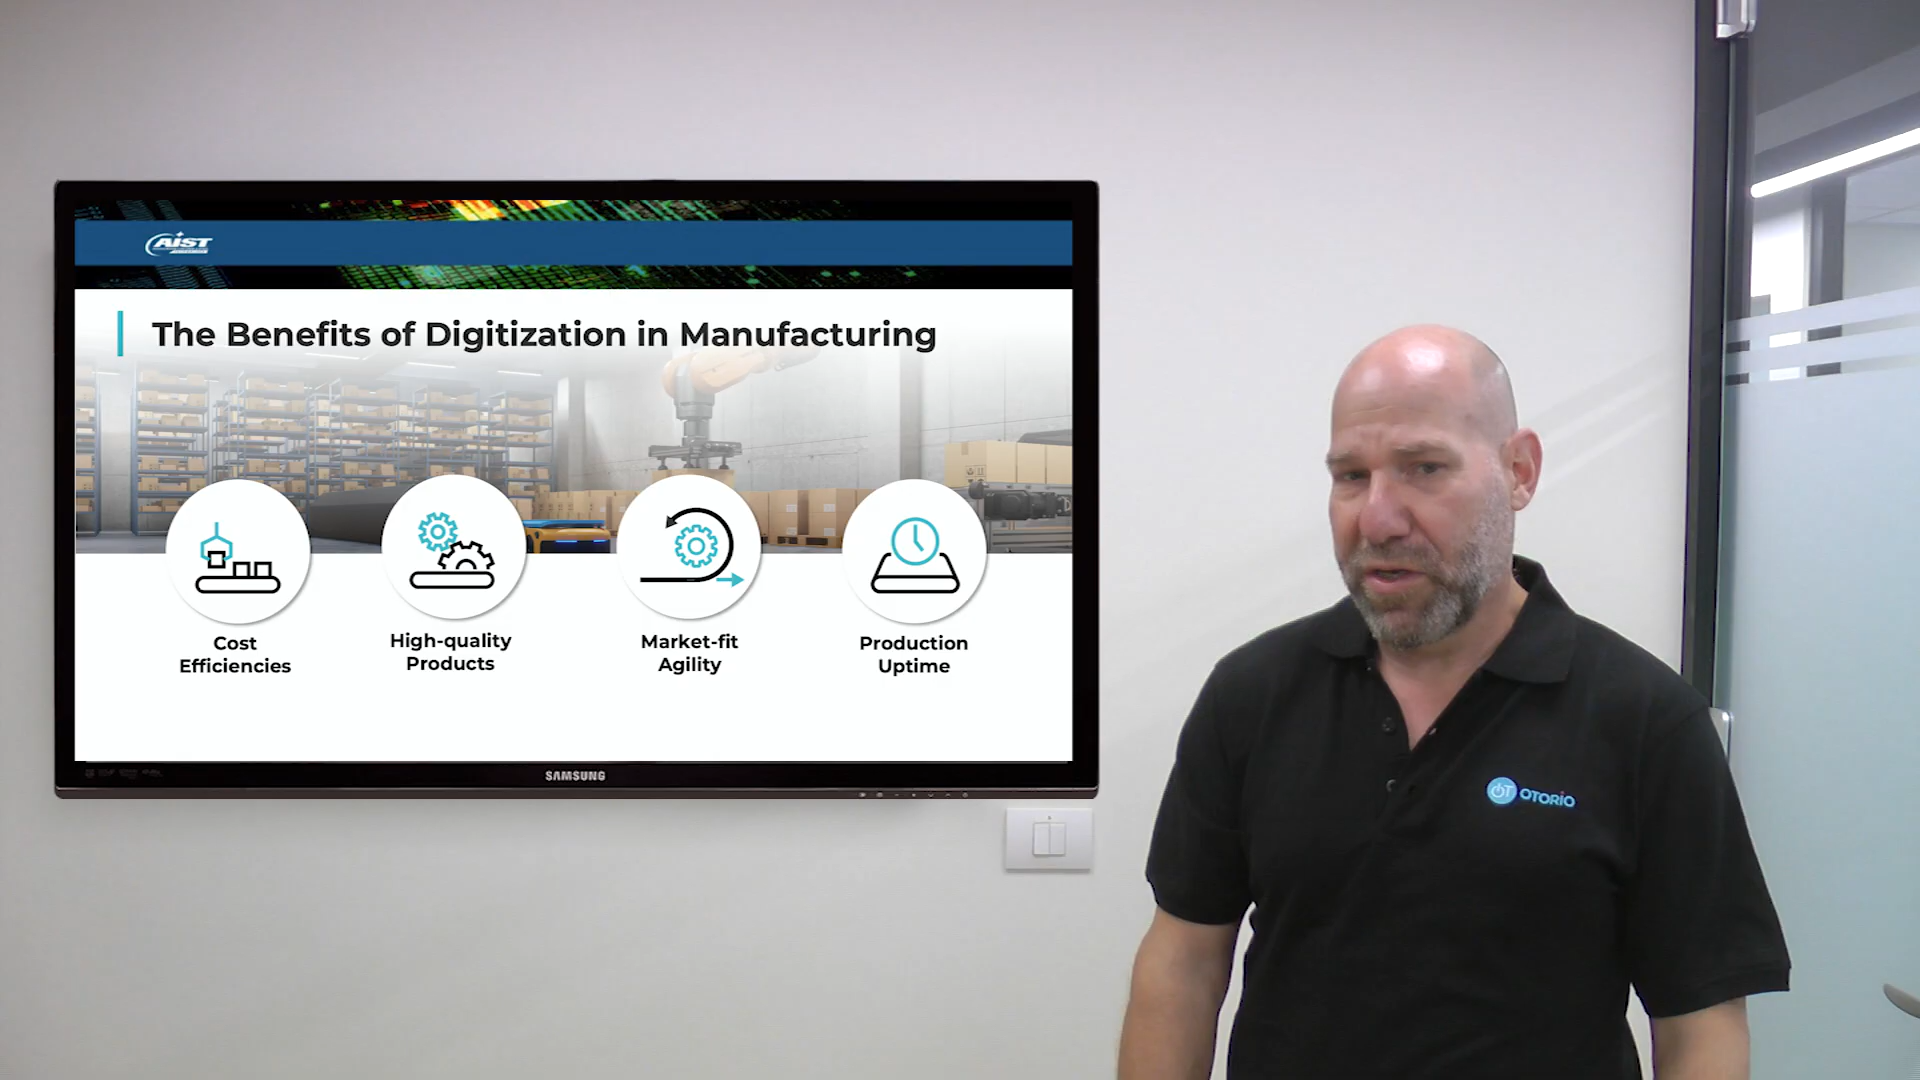 AIST
The Benefits of Digitization in Manufacturing
Cost
Efficiencies
High-quality
Products
Market-fit
Agility
Production
Uptime
SAMSUNG
OTORIO